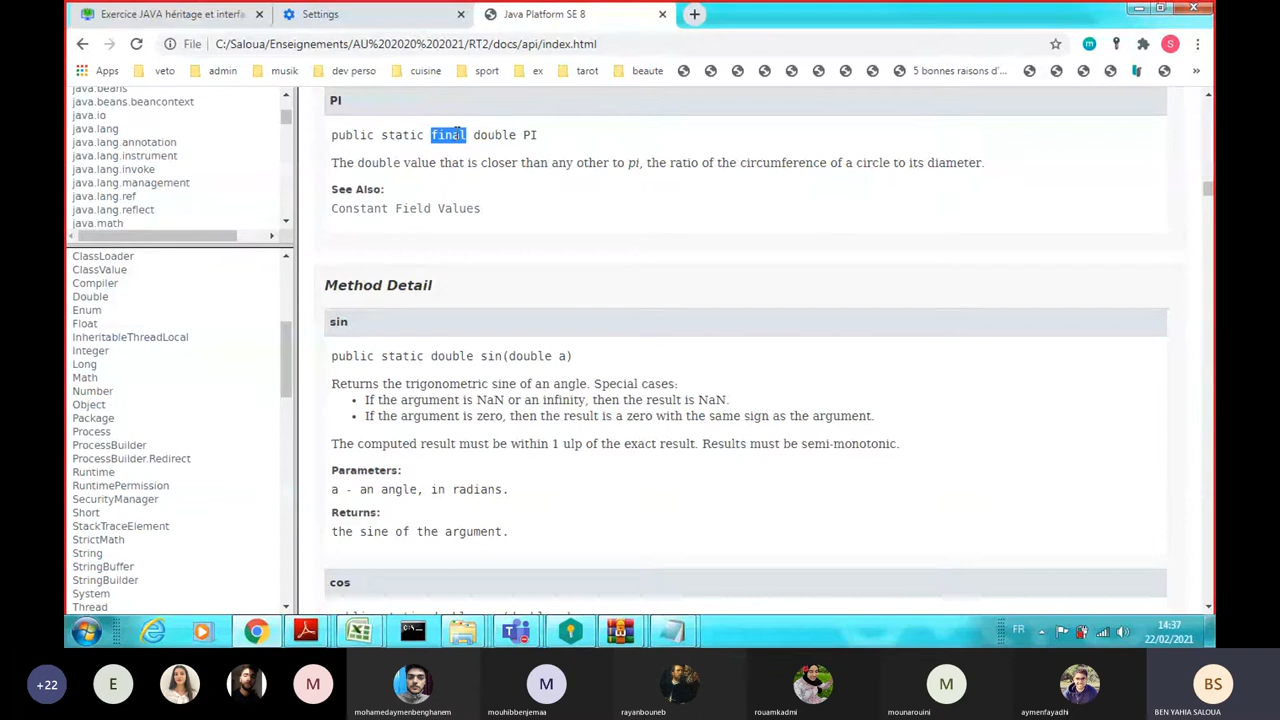 Exercice JAVA héritage et interfa
Settings
Java Platform SE 8
File
C:/Saloua/Enseignements/AU%202020%202021/RT2/docs/api/index.html
S
m
Apps
veto
admin
musik
dev perso
cuisine
sport
ex
tarot
beaute
5 bonnes raisons d'...
»
java.beans
java.beans.beancontext
java.io
java.lang
java.lang.annotation
java.lang.instrument
java.lang.invoke
java.lang.management
java.lang.ref
java.lang.reflect
java.math
ClassLoader
ClassValue
Compiler
Double
Enum
Float
InheritableThreadLocal
Integer
Long
Math
Number
Object
Package
Process
ProcessBuilder
ProcessBuilder.Redirect
Runtime
RuntimePermission
SecurityManager
Short
StackTraceElement
StrictMath
String
StringBuffer
StringBuilder
System
Thread
PI
public static final double PI
The double value that is closer than any other to pi, the ratio of the circumference of a circle to its diameter.
See Also:
Constant Field Values
Method Detail
sin
public static double sin(double a)
Returns the trigonometric sine of an angle. Special cases:
• If the argument is NaN or an infinity, then the result is NaN.
• If the argument is zero, then the result is a zero with the same sign as the argument.
The computed result must be within 1 ulp of the exact result. Results must be semi-monotonic.
Parameters:
a - an angle, in radians.
Returns:
the sine of the argument.
cos
FR
14:37
22/02/2021
+22
E
M
mohamedaymenbenghanem
M
mouhibbenjemaa
rayanbouneb
rouamkadmi
M
mounarouini
aymenfayadhi
BS
BEN YAHIA SALOUA